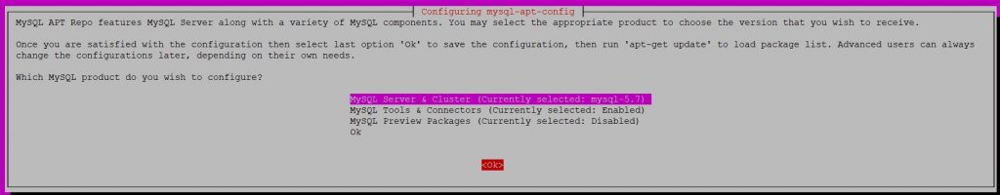 Configuring mysql-apt-config
MySQL APT Repo features MySQL Server along with a variety of MySQL components. You may select the appropriate product to choose the version that you wish to receive.
Once you are satisfied with the configuration then select last option 'Ok' to save the configuration, then run 'apt-get update' to load package list. Advanced users can always
change the configurations later, depending on their own needs.
Which MySQL product do you wish to configure?
MySQL Server & Cluster (Currently selected: mysql-5.7)
MySQL Tools & Connectors (Currently selected: Enabled)
MySQL Preview Packages (Currently selected: Disabled)
Ok
<Ok>